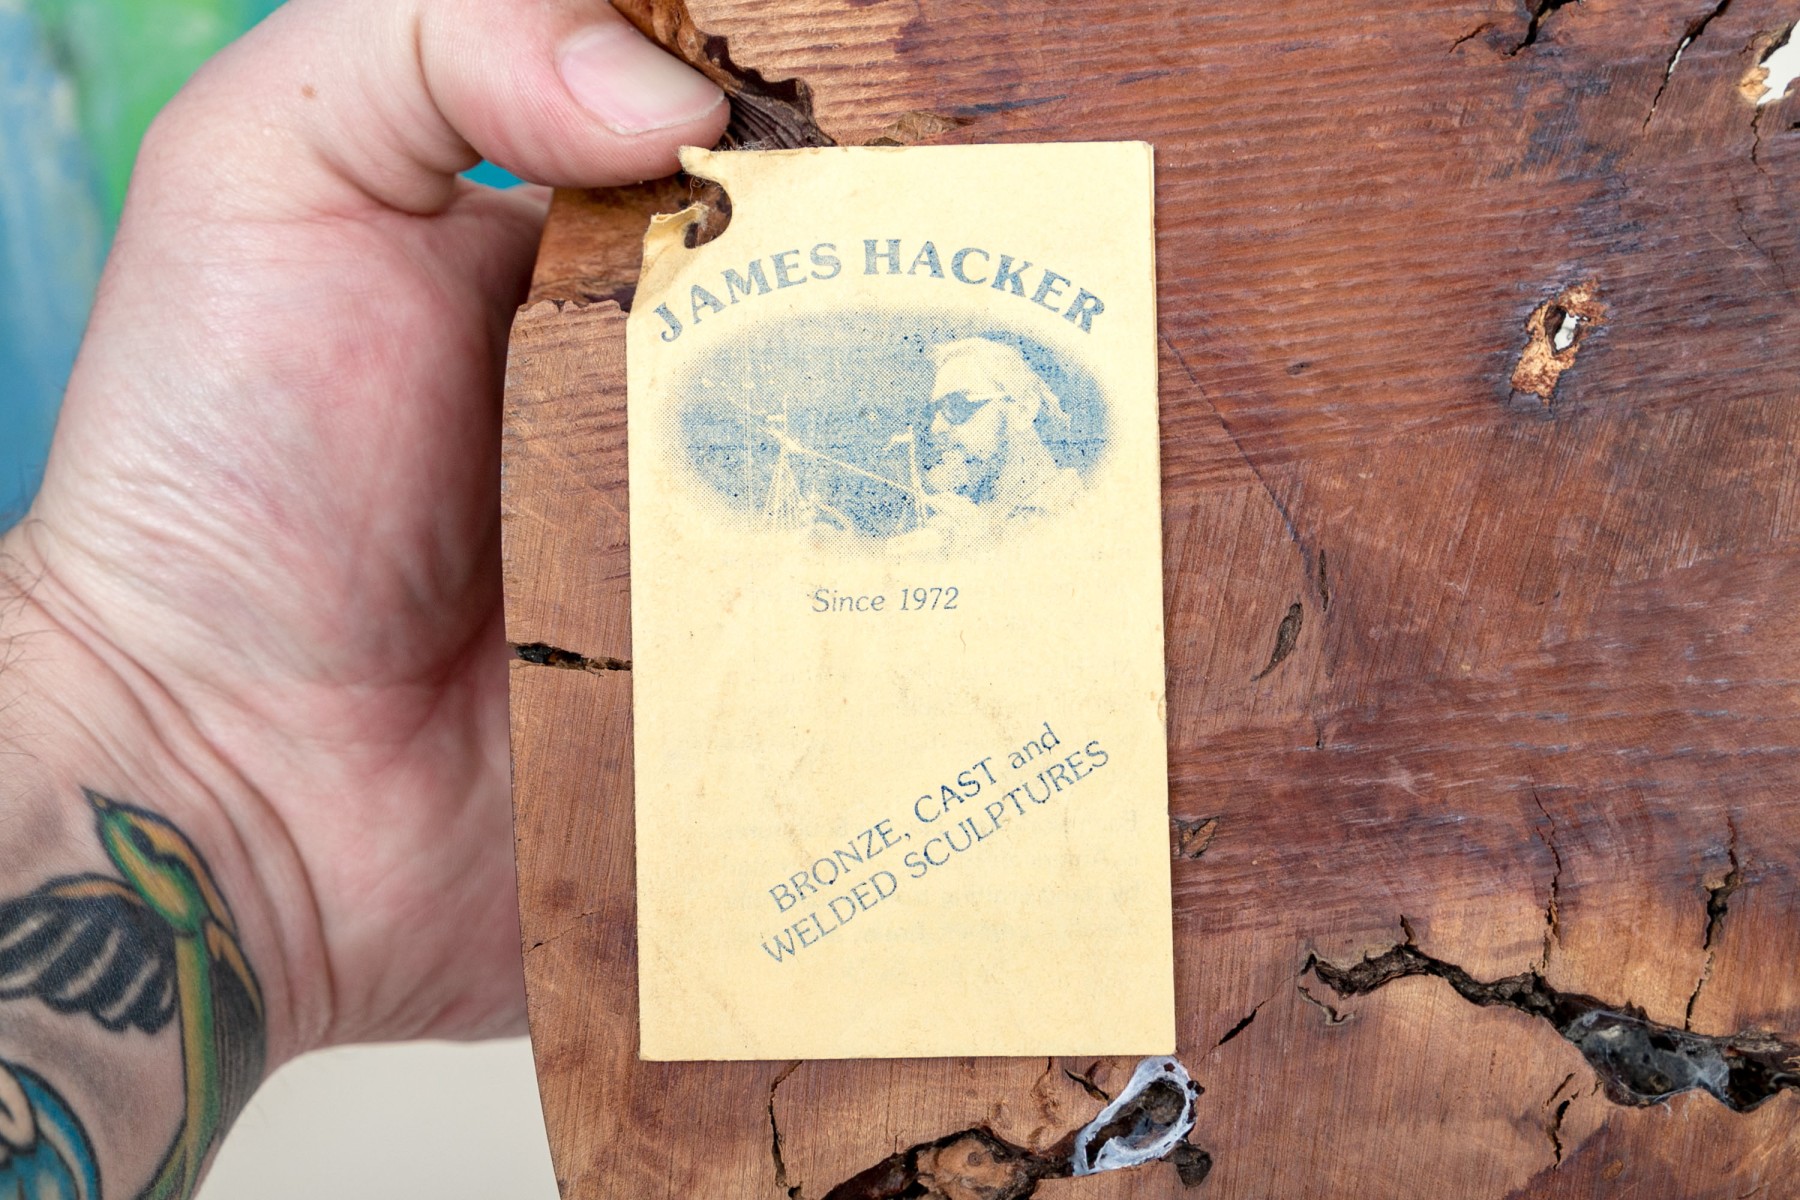 JAMES HACKER
Since 1972
BRONZE, CAST and
WELDED SCULPTURES